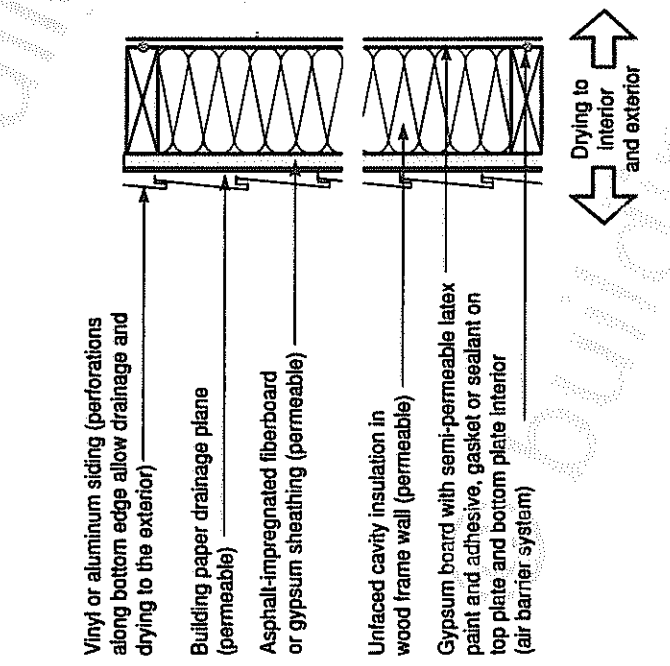 Vinyl or aluminum siding (perforations
along bottom edge allow drainage and
drying to the exterior)
Building paper drainage plane
(permeable)
Asphalt-impregnated fiberboard
or gypsum sheathing (permeable)
Unfaced cavity insulation in
wood frame wall (permeable)
Gypsum board with semi-permeable latex
paint and adhesive, gasket or sealant on
top plate and bottom plate interior
(air barrier system)
Drying to
interior
and exterior